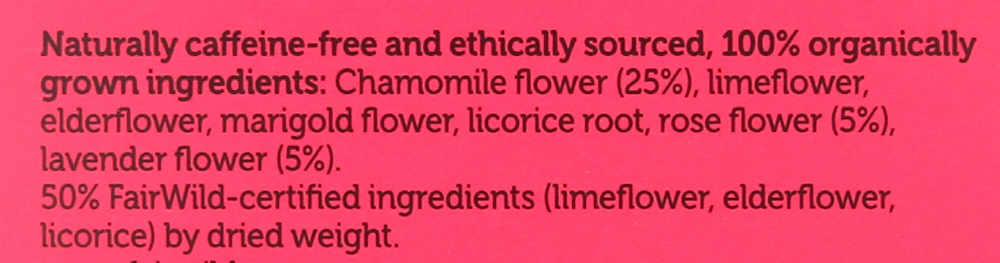 Naturally caffeine-free and ethically sourced, 100% organically
grown ingredients: Chamomile flower (25%), limeflower,
elderflower, marigold flower, licorice root, rose flower (5%),
lavender flower (5%).
50% FairWild-certified ingredients (limeflower, elderflower,
licorice) by dried weight.